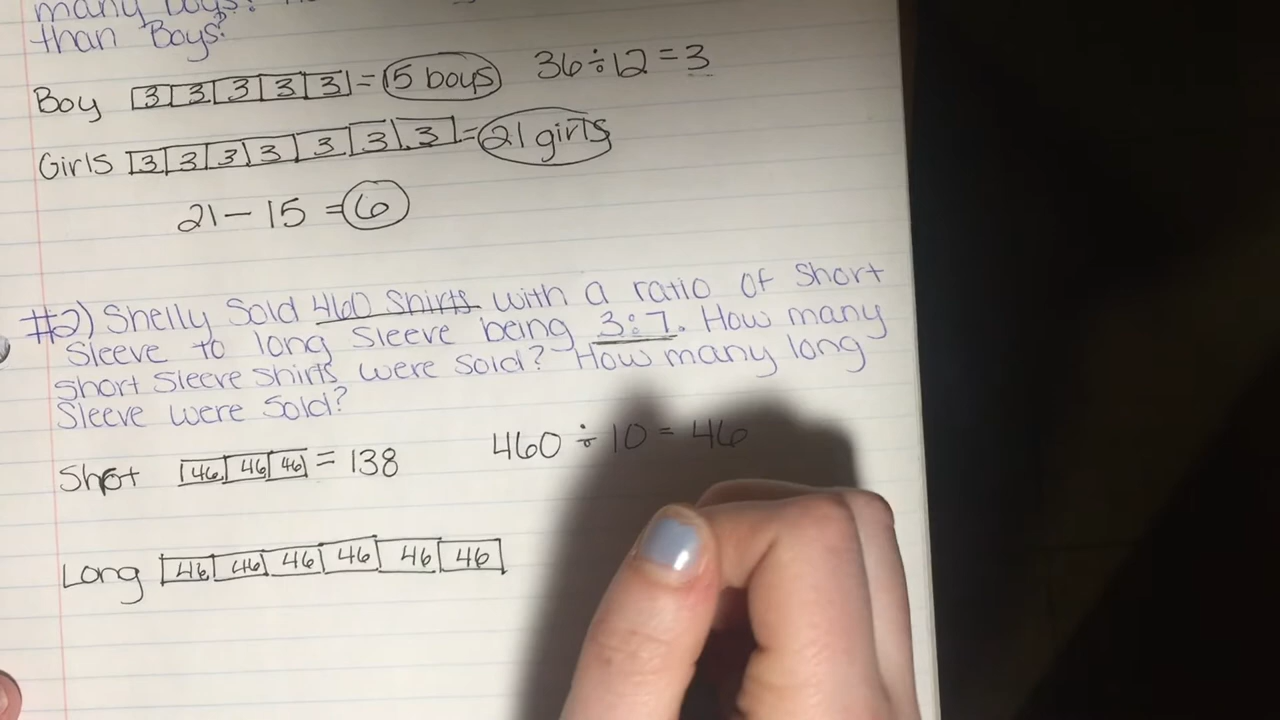 many boys?
than Boys?
Boy 3 3 3 3 3 = 15 boys 36÷12=3
Girls 3 3 3 3 3 3 3 = 21 girls
21-15=6
#2) Shelly Sold 460 Shirts with a ratio of Short
Sleeve to long Sleeve being 3:7. How many
Short Sleeve Shirts were Sold? How many long
Sleeve were Sold?
Short 46 46 46 = 138 460 ÷ 10 = 46
Long 46 46 46 46 46 46